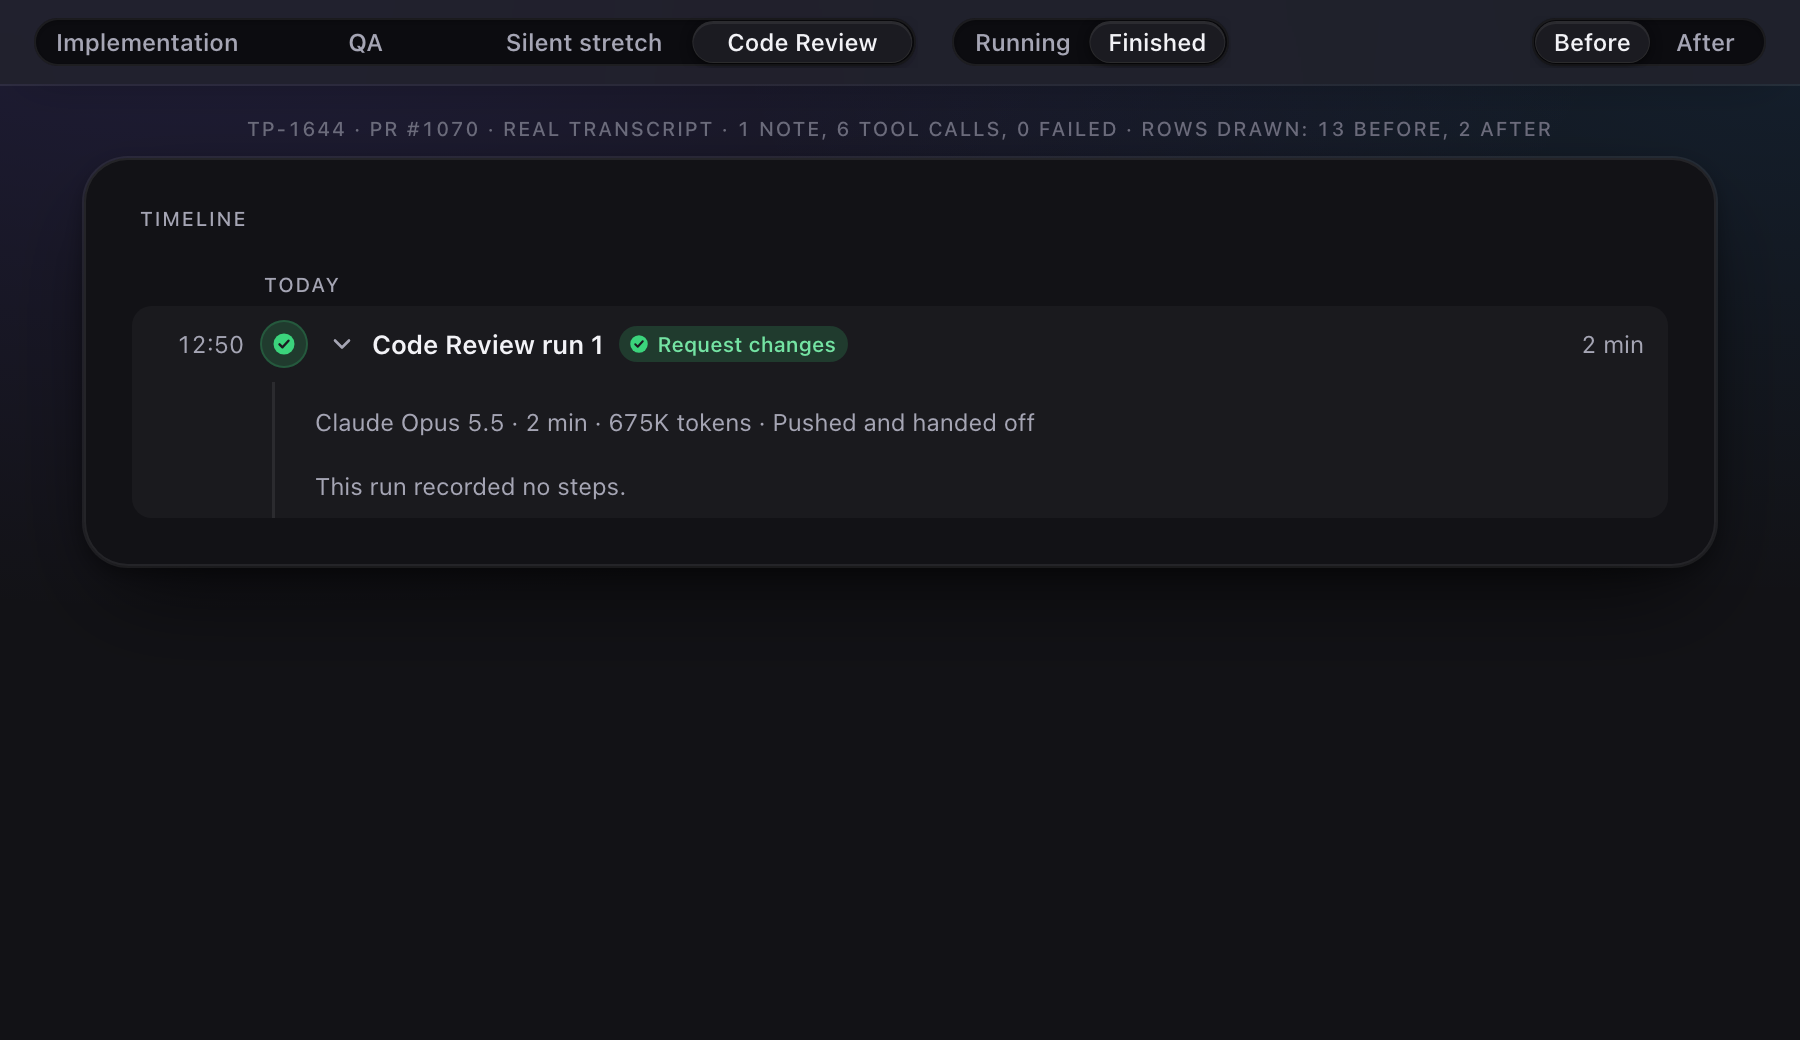 Implementation QA Silent stretch Code Review Running Finished Before After
TP-1644 · PR #1070 · REAL TRANSCRIPT · 1 NOTE, 6 TOOL CALLS, 0 FAILED · ROWS DRAWN: 13 BEFORE, 2 AFTER
TIMELINE
TODAY
12:50 Code Review run 1 Request changes 2 min
Claude Opus 5.5 · 2 min · 675K tokens · Pushed and handed off
This run recorded no steps.